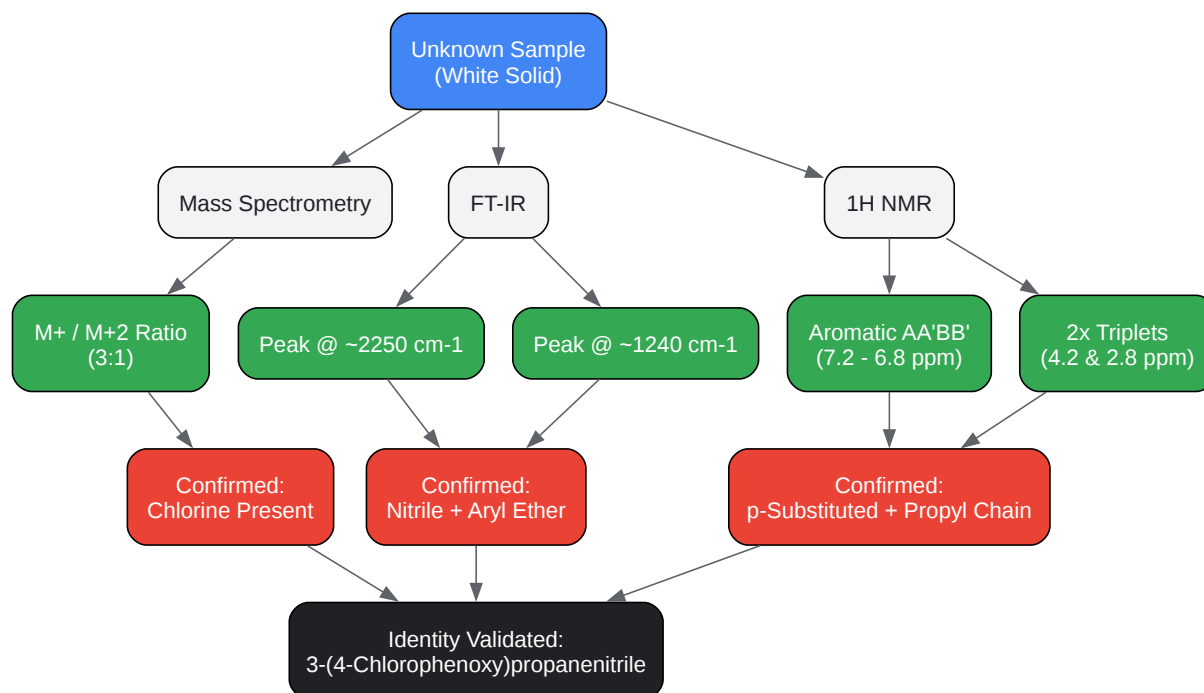 Unknown Sample
(White Solid)
Mass Spectrometry
FT-IR
1H NMR
M+ / M+2 Ratio
(3:1)
Peak @ ~2250 cm-1
Peak @ ~1240 cm-1
Aromatic AA'BB'
(7.2 - 6.8 ppm)
2x Triplets
(4.2 & 2.8 ppm)
Confirmed:
Chlorine Present
Confirmed:
Nitrile + Aryl Ether
Confirmed:
p-Substituted + Propyl Chain
Identity Validated:
3-(4-Chlorophenoxy)propanenitrile